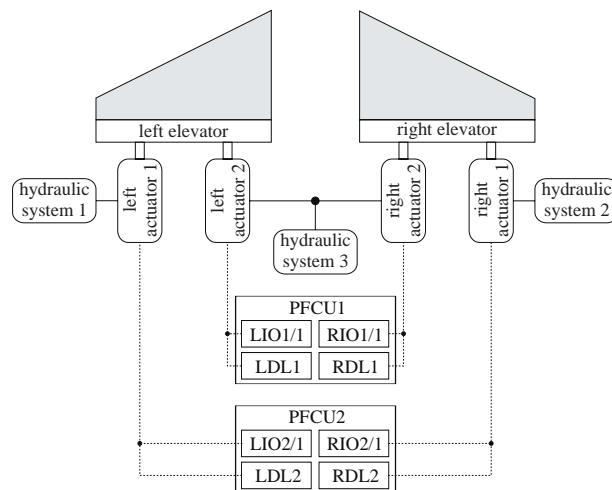 left elevator
right elevator
hydraulic
system 1
left
actuator 1
left
actuator 2
right
actuator 2
right
actuator 1
hydraulic
system 2
hydraulic
system 3
PFCU1
LIO1/1
RIO1/1
LDL1
RDL1
PFCU2
LIO2/1
RIO2/1
LDL2
RDL2